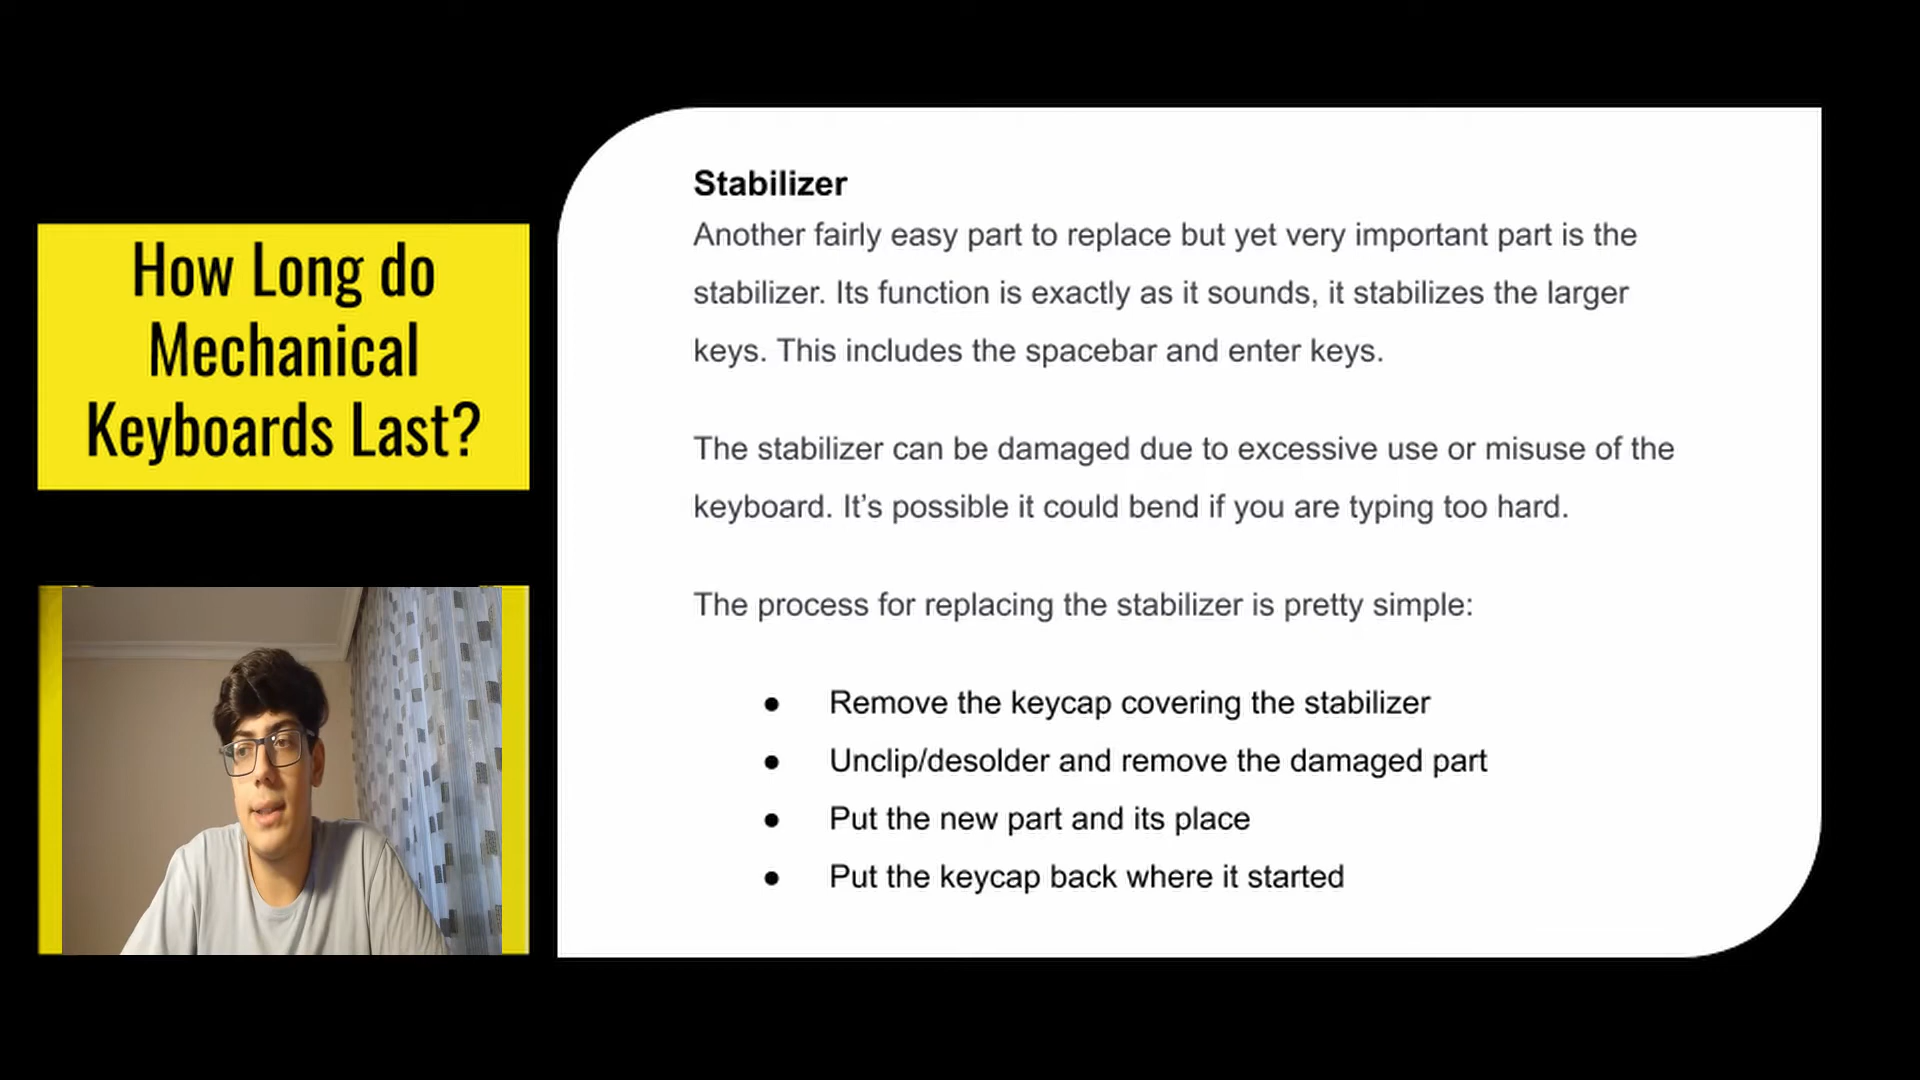 How Long do
Mechanical
Keyboards Last?
Stabilizer
Another fairly easy part to replace but yet very important part is the
stabilizer. Its function is exactly as it sounds, it stabilizes the larger
keys. This includes the spacebar and enter keys.
The stabilizer can be damaged due to excessive use or misuse of the
keyboard. It’s possible it could bend if you are typing too hard.
The process for replacing the stabilizer is pretty simple:
● Remove the keycap covering the stabilizer
● Unclip/desolder and remove the damaged part
● Put the new part and its place
● Put the keycap back where it started